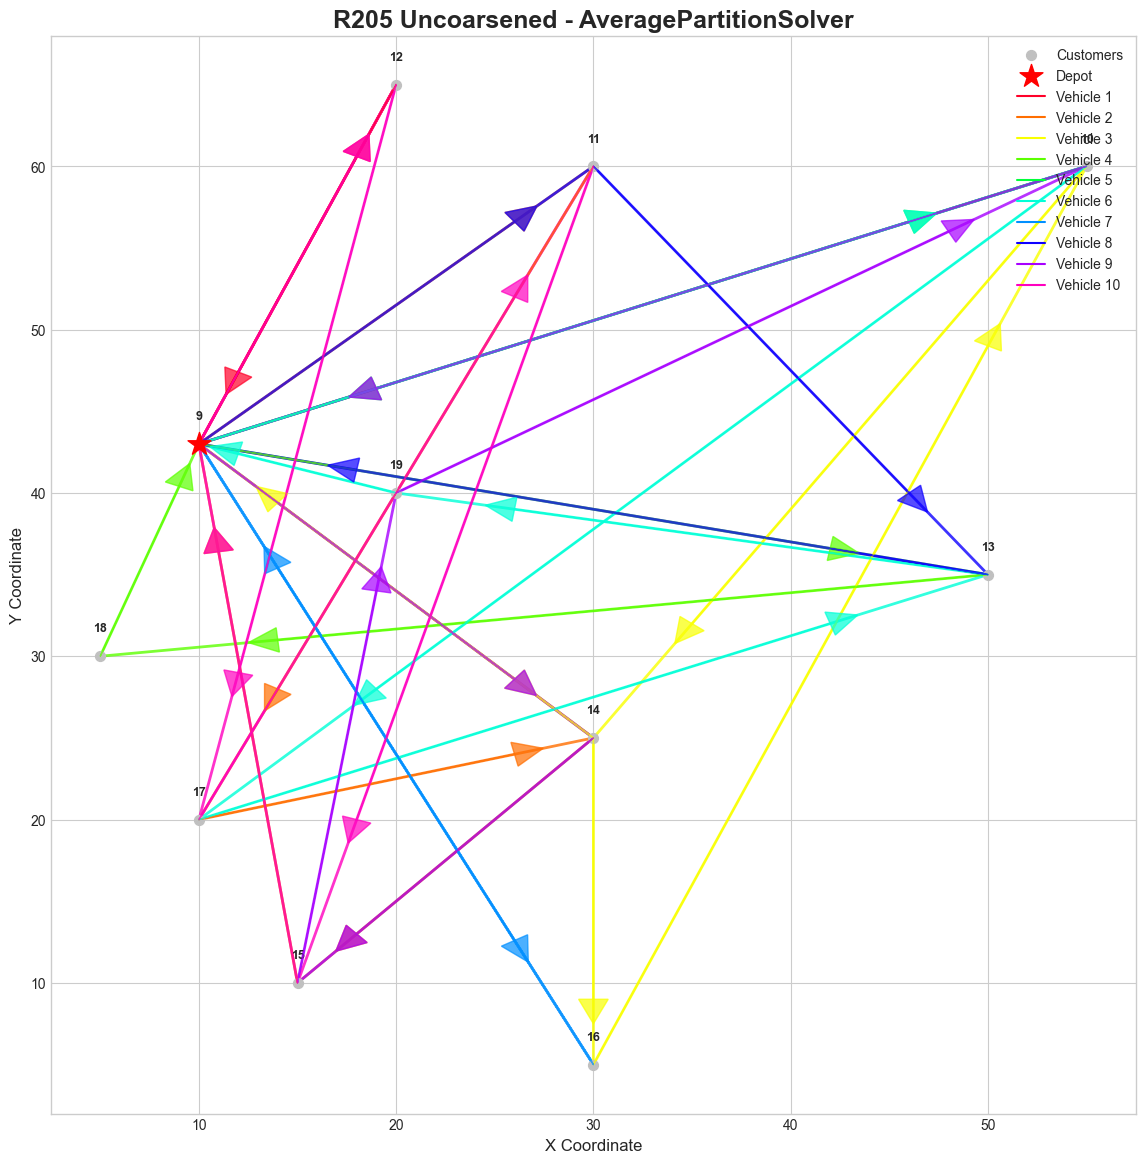 R205 Uncoarsened - AveragePartitionSolver
12
11
10
9
19
13
18
14
17
15
16
Customers
Depot
Vehicle 1
Vehicle 2
Vehicle 3
Vehicle 4
Vehicle 5
Vehicle 6
Vehicle 7
Vehicle 8
Vehicle 9
Vehicle 10
60
50
40
30
20
10
Y Coordinate
10
20
30
40
50
X Coordinate